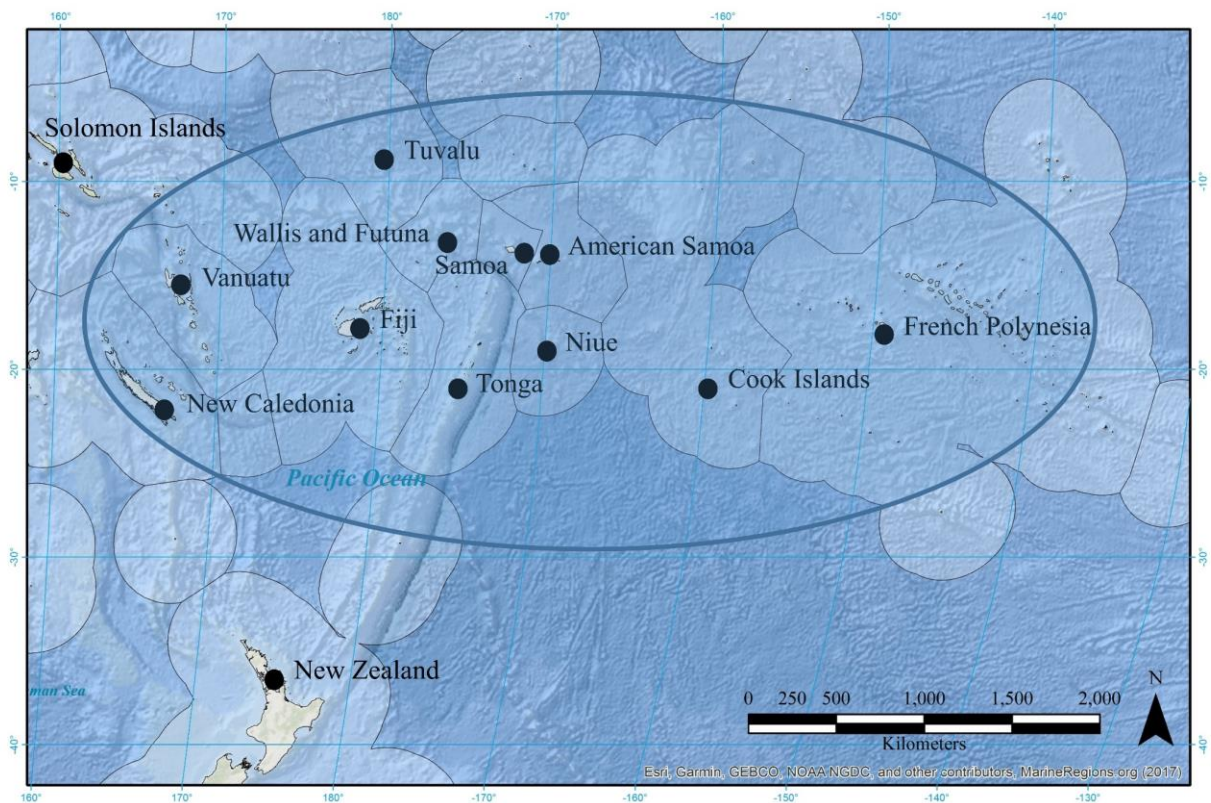 160° 170° 180° -170° -160° -150° -140°
Solomon Islands
Tuvalu
-10° -10°
Wallis and Futuna
Samoa
American Samoa
Vanuatu
Fiji
Niue
French Polynesia
-20° -20°
Tonga
Cook Islands
New Caledonia
Pacific Ocean
-30° -30°
New Zealand
man Sea
N
0 250 500 1,000 1,500 2,000
Kilometers
-40° -40°
Esri, Garmin, GEBCO, NOAA NGDC, and other contributors, MarineRegions.org (2017)
160° 170° 180° -170° -160° -150° -140° -130°